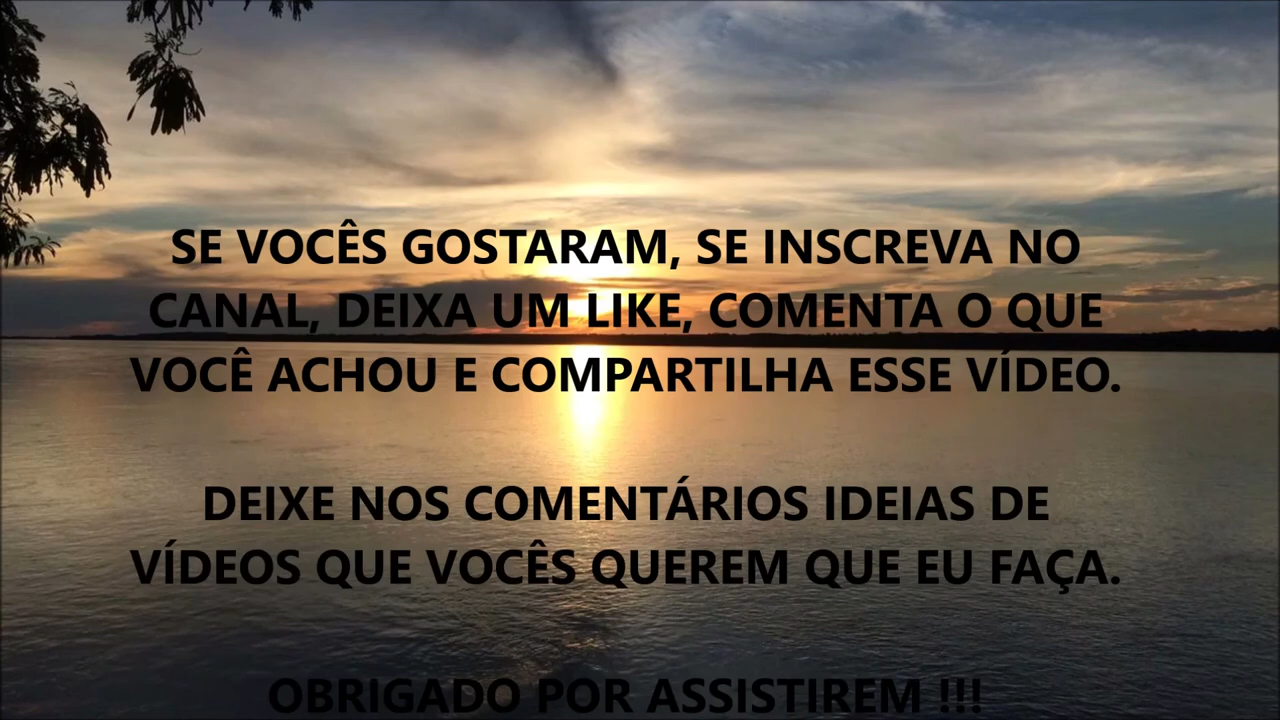 SE VOCÊS GOSTARAM, SE INSCREVA NO
CANAL, DEIXA UM LIKE, COMENTA O QUE
VOCÊ ACHOU E COMPARTILHA ESSE VÍDEO.
DEIXE NOS COMENTÁRIOS IDEIAS DE
VÍDEOS QUE VOCÊS QUEREM QUE EU FAÇA.
OBRIGADO POR ASSISTIREM !!!